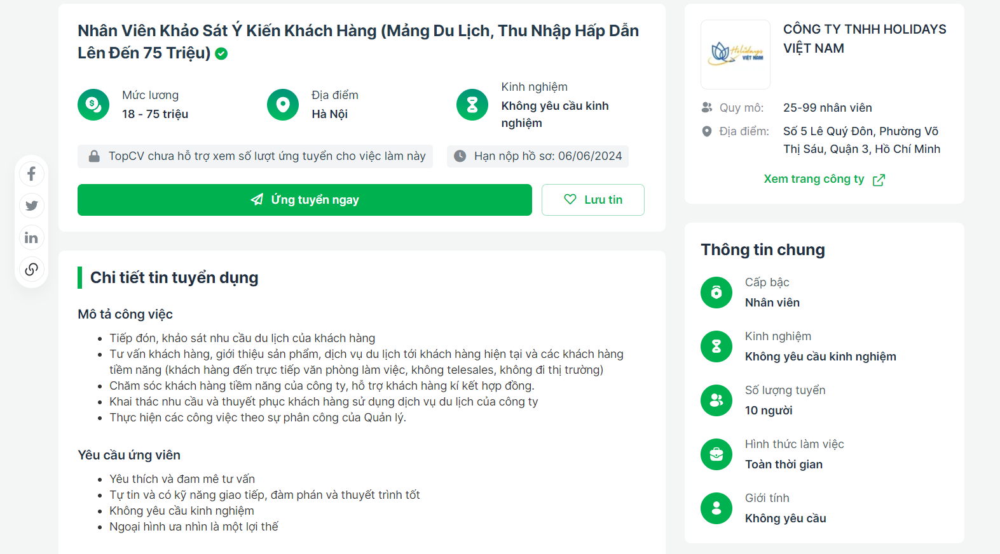 Nhân Viên Khảo Sát Ý Kiến Khách Hàng (Mảng Du Lịch, Thu Nhập Hấp Dẫn
Lên Đến 75 Triệu)
Mức lương
18 - 75 triệu
Địa điểm
Hà Nội
Kinh nghiệm
Không yêu cầu kinh
nghiệm
TopCV chưa hỗ trợ xem số lượt ứng tuyển cho việc làm này
Hạn nộp hồ sơ: 06/06/2024
Ứng tuyển ngay
Lưu tin
Chi tiết tin tuyển dụng
Mô tả công việc
Tiếp đón, khảo sát nhu cầu du lịch của khách hàng
Tư vấn khách hàng, giới thiệu sản phẩm, dịch vụ du lịch tới khách hàng hiện tại và các khách hàng
tiềm năng (khách hàng đến trực tiếp văn phòng làm việc, không telesales, không đi thị trường)
Chăm sóc khách hàng tiềm năng của công ty, hỗ trợ khách hàng kí kết hợp đồng.
Khai thác nhu cầu và thuyết phục khách hàng sử dụng dịch vụ du lịch của công ty
Thực hiện các công việc theo sự phân công của Quản lý.
Yêu cầu ứng viên
Yêu thích và đam mê tư vấn
Tự tin và có kỹ năng giao tiếp, đàm phán và thuyết trình tốt
Không yêu cầu kinh nghiệm
Ngoại hình ưa nhìn là một lợi thế
Holidays
VIỆT NAM
CÔNG TY TNHH HOLIDAYS
VIỆT NAM
Quy mô:
25-99 nhân viên
Địa điểm:
Số 5 Lê Quý Đôn, Phường Võ
Thị Sáu, Quận 3, Hồ Chí Minh
Xem trang công ty
Thông tin chung
Cấp bậc
Nhân viên
Kinh nghiệm
Không yêu cầu kinh nghiệm
Số lượng tuyển
10 người
Hình thức làm việc
Toàn thời gian
Giới tính
Không yêu cầu